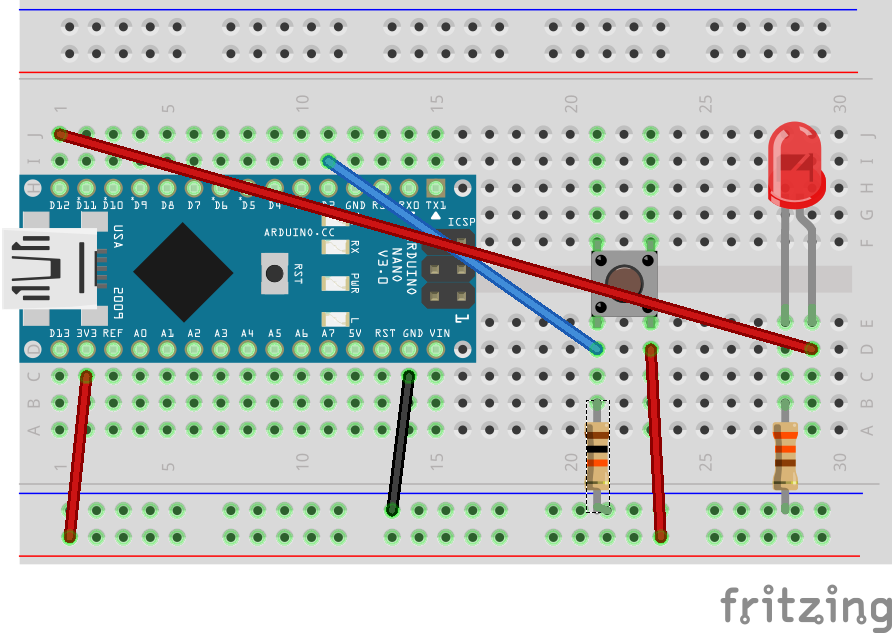 1 5 10 15 20 25 30
J J
I I
H H
D12 D11 D10 D9 D8 D7 D6 D5 D4 D2 GND RX0 TX1
G
F
USA
ARDUINO.CC
ICSP
RX
ARDUINO
NANO
V3.0
RST
PWR
L
1
2009
E
D13 3V3 REF A0 A1 A2 A3 A4 A5 A6 A7 5V RST GND VIN
D D
C C
B B
A A
1 5 10 15 20 25 30
fritzing